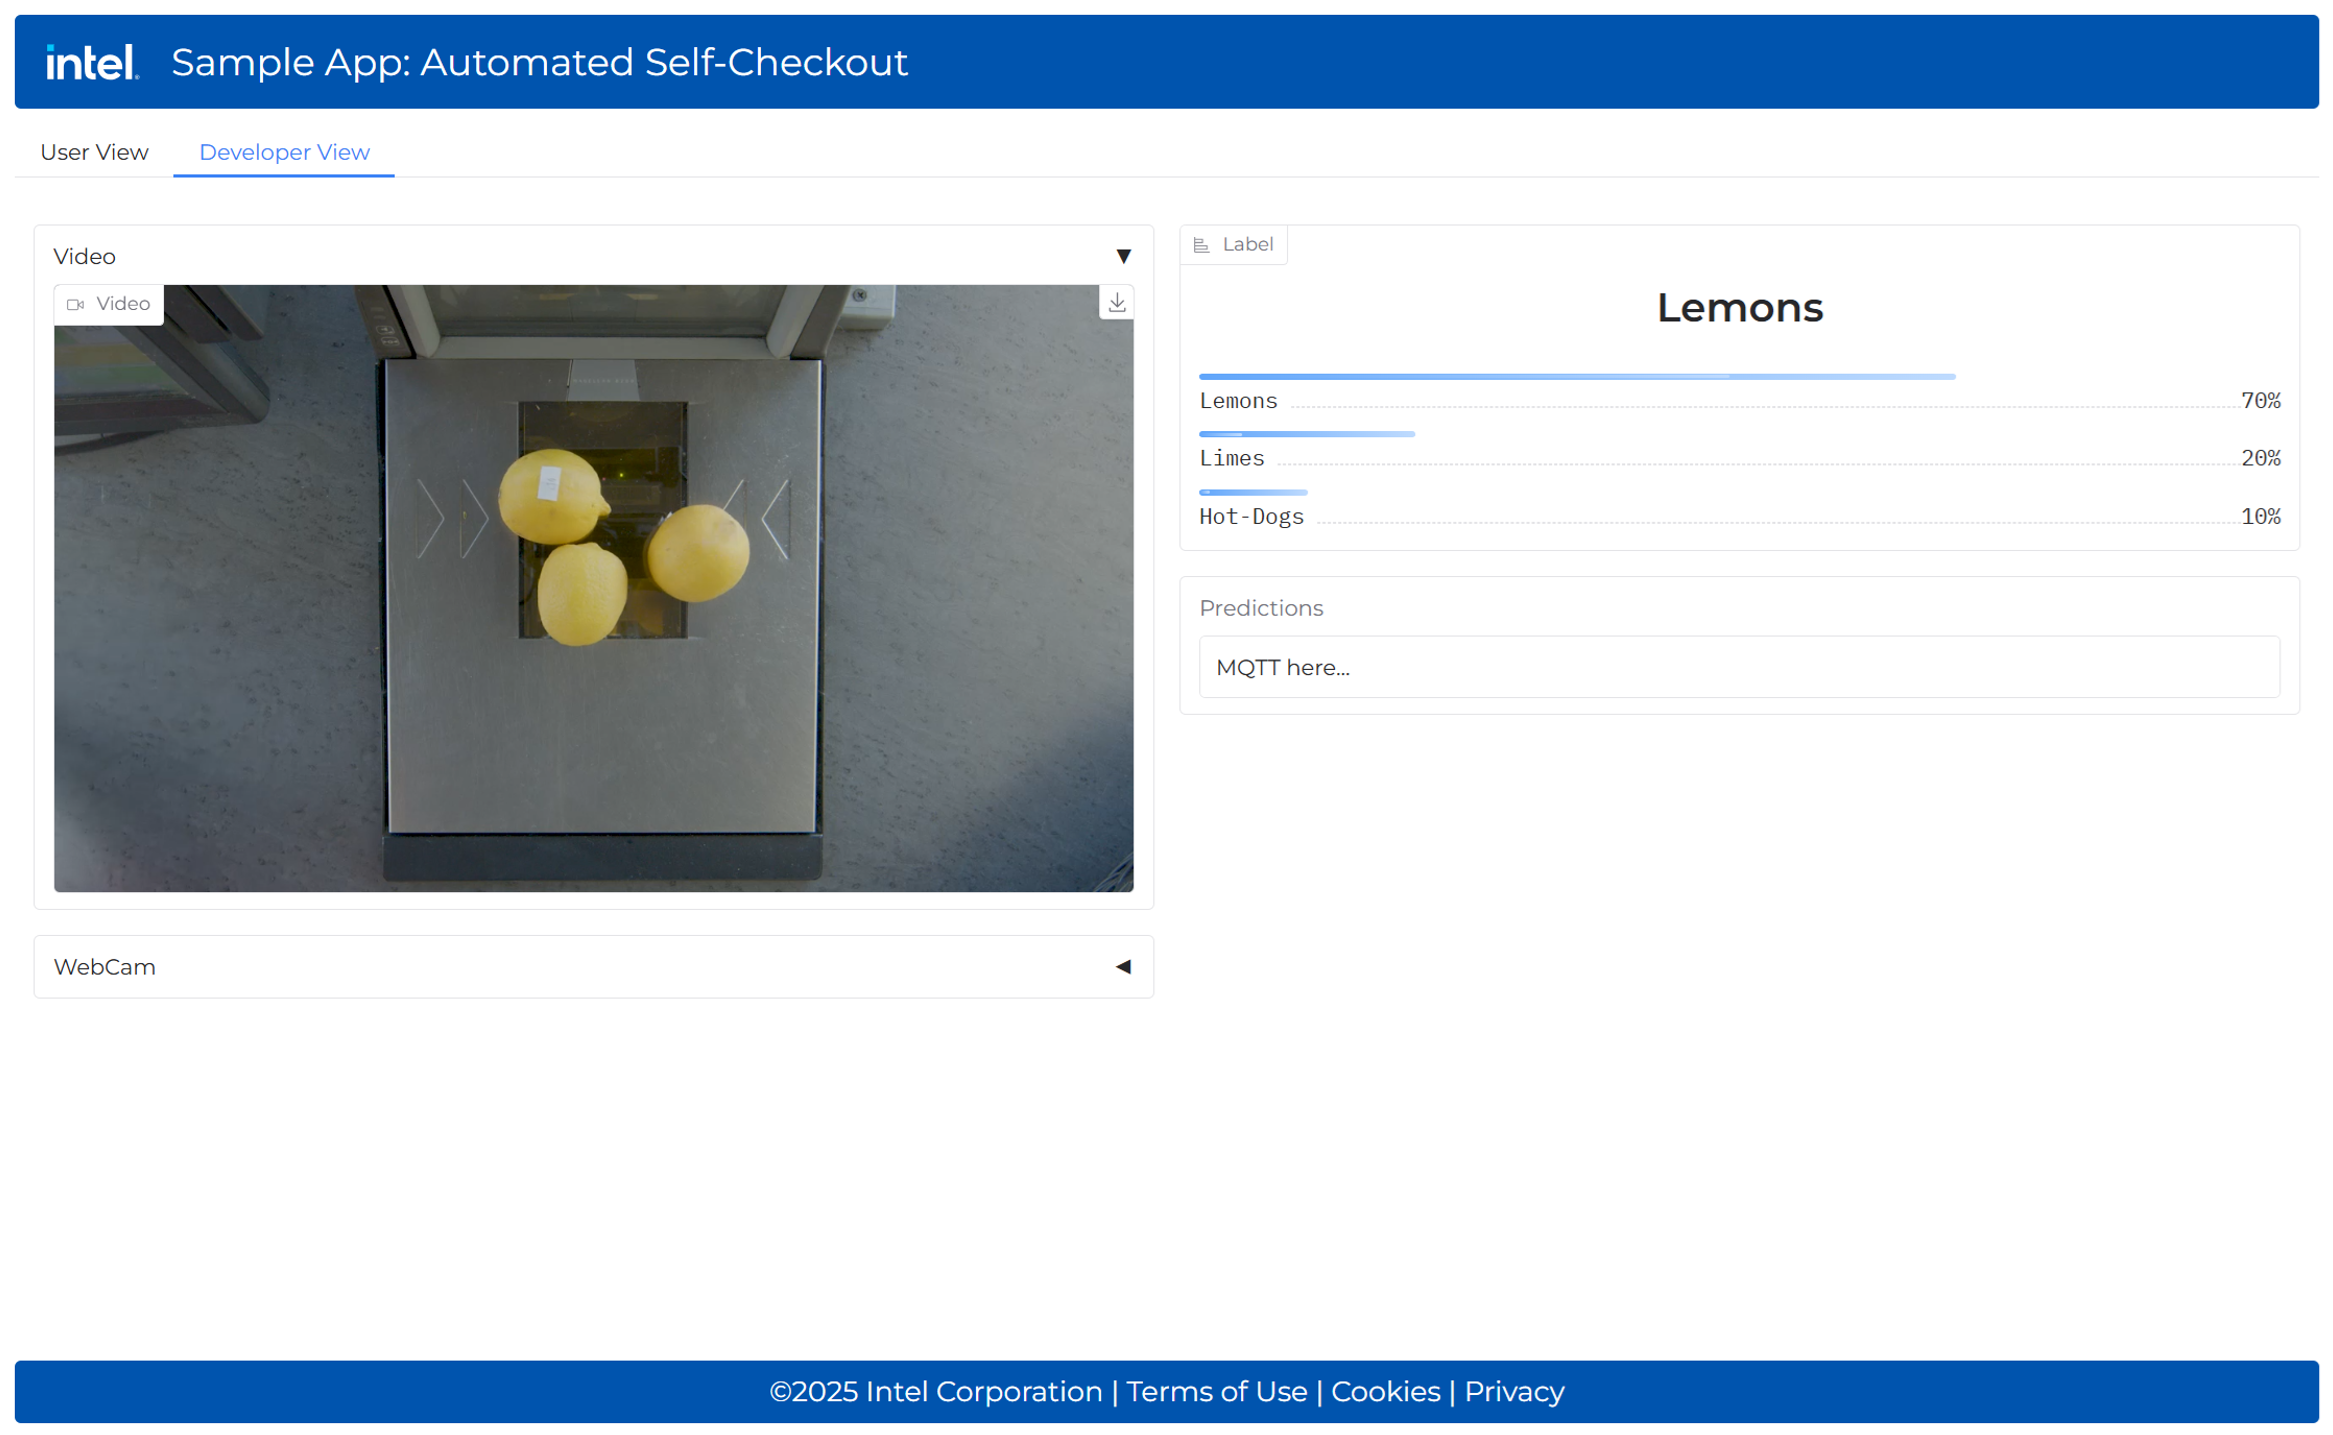 intel. Sample App: Automated Self-Checkout
User View Developer View
Video
Video
Label
Lemons
Lemons 70%
Limes 20%
Hot-Dogs 10%
Predictions
MQTT here...
WebCam
©2025 Intel Corporation | Terms of Use | Cookies | Privacy